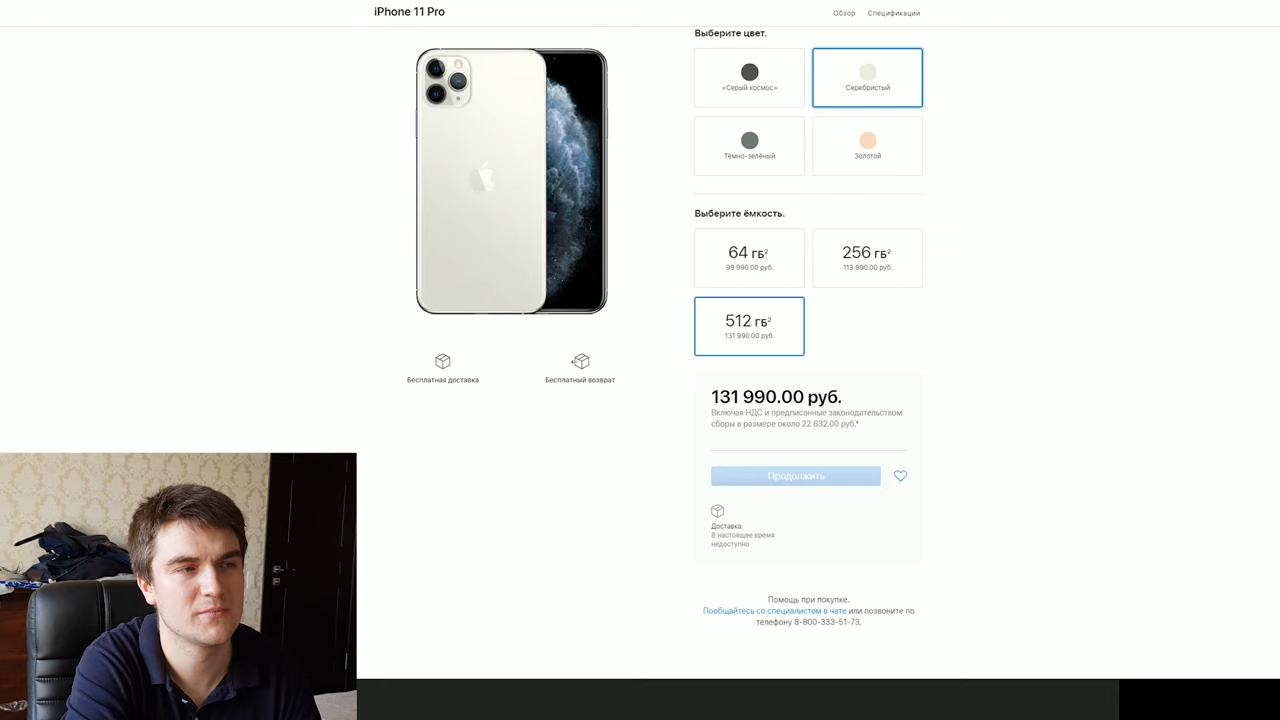 iPhone 11 Pro
Обзор
Спецификации
Выберите цвет.
«Серый космос»
Серебристый
Тёмно-зелёный
Золотой
Выберите ёмкость.
64 ГБ²
99 990.00 руб.
256 ГБ²
113 990.00 руб.
512 ГБ²
131 990.00 руб.
Бесплатная доставка
Бесплатный возврат
131 990.00 руб.
Включая НДС и предписанные законодательством
сборы в размере около 22 632.00 руб.*
Продолжить
Доставка:
В настоящее время
недоступно
Помощь при покупке.
Пообщайтесь со специалистом в чате или позвоните по
телефону 8-800-333-51-73.